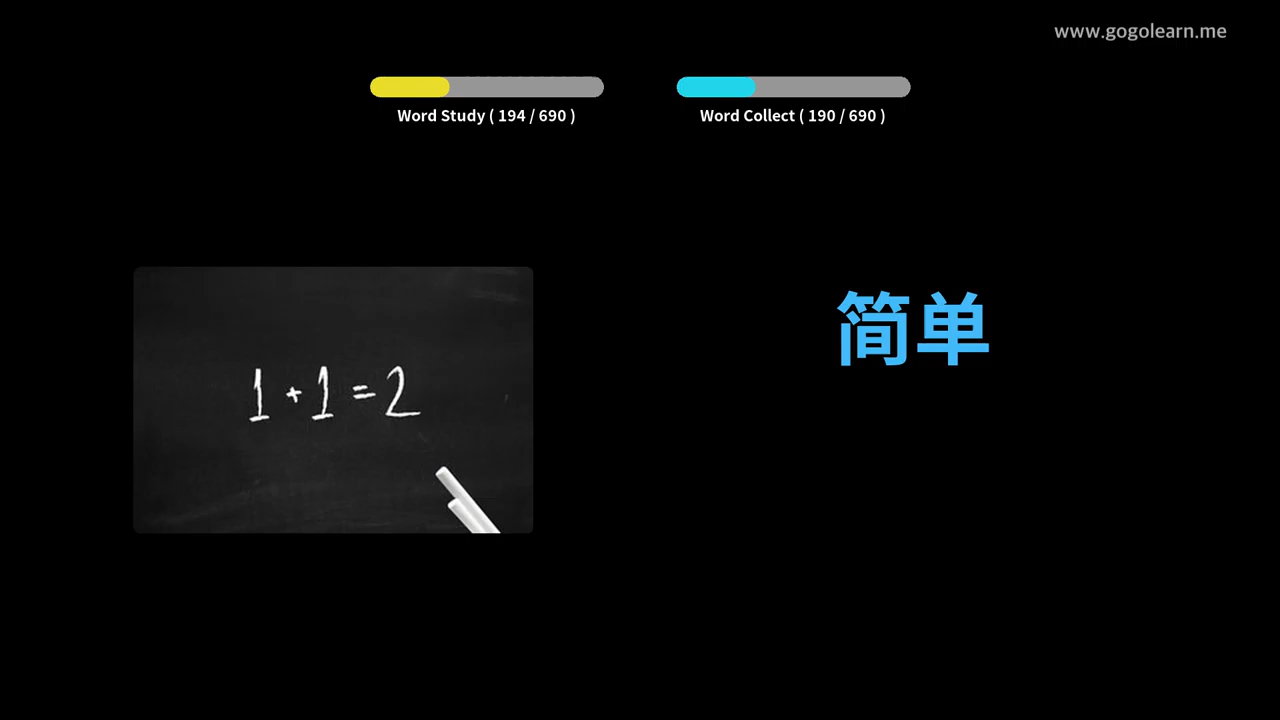 www.gogolearn.me
Word Study ( 194 / 690 )
Word Collect ( 190 / 690 )
简单
1 + 1 = 2